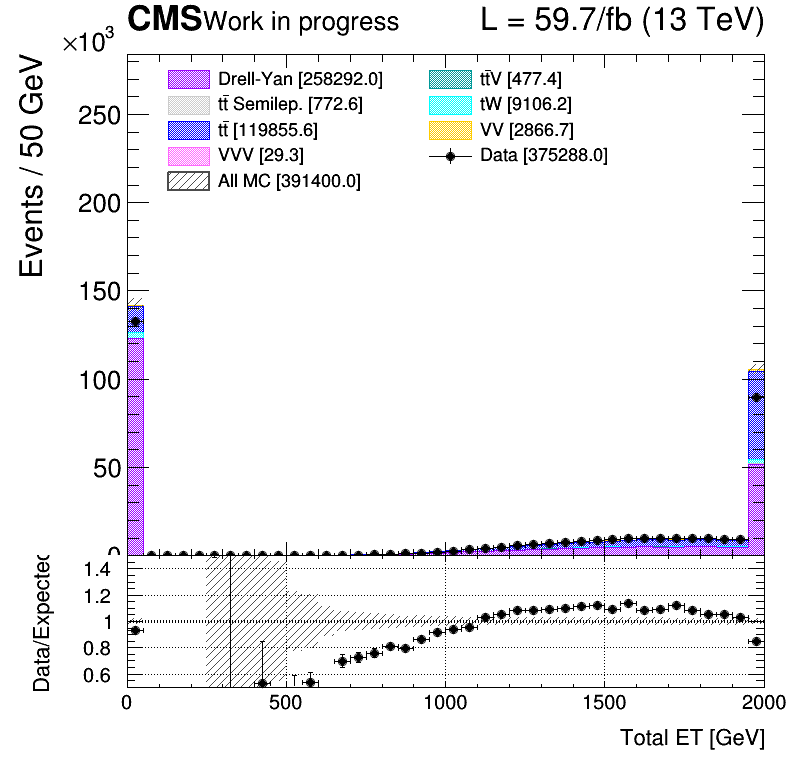 CMS Work in progress L = 59.7/fb (13 TeV)
×10³
Events / 50 GeV
250
200
150
100
50
0
Drell-Yan [258292.0]
tt̄ Semilep. [772.6]
tt̄ [119855.6]
VVV [29.3]
All MC [391400.0]
tt̄V [477.4]
tW [9106.2]
VV [2866.7]
Data [375288.0]
Data/Expected
1.4
1.2
1
0.8
0.6
0 500 1000 1500 2000
Total ET [GeV]